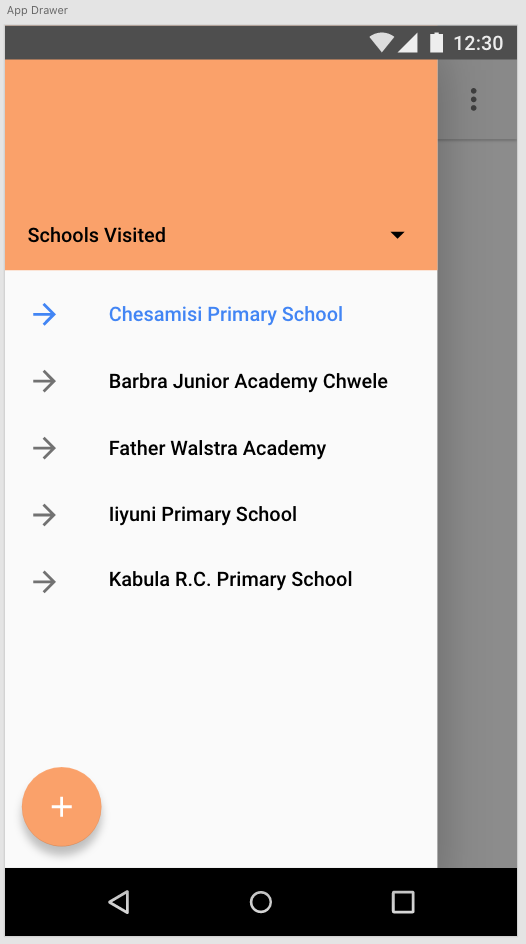 App Drawer
12:30
Schools Visited
Chesamisi Primary School
Barbra Junior Academy Chwele
Father Walstra Academy
Iiyuni Primary School
Kabula R.C. Primary School